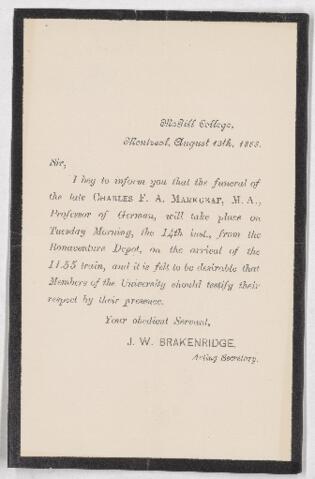 McGill College,
Montreal, August 13th, 1883.
Sir,
I beg to inform you that the funeral of
the late CHARLES F. A. MARKGRAF, M. A.,
Professor of German, will take place on
Tuesday Morning, the 14th inst., from the
Bonaventure Depot, on the arrival of the
11.55 train, and it is felt to be desirable that
Members of the University should testify their
respect by their presence.
Your obedient Servant,
J. W. BRAKENRIDGE,
Acting Secretary.